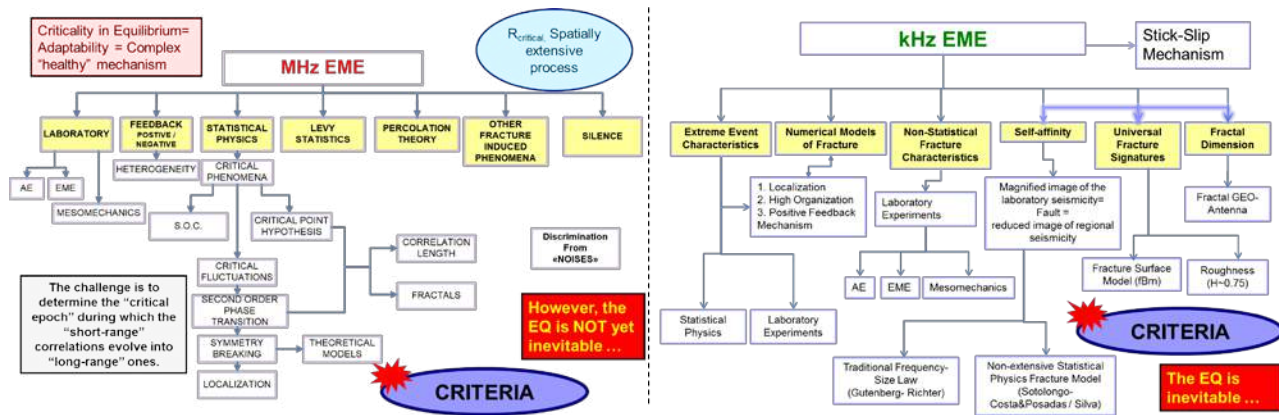 Criticality in Equilibrium=
Adaptability = Complex
"healthy" mechanism
MHz EME
Rcritical, Spatially
extensive
process
LABORATORY
FEEDBACK
POSTIVE /
NEGATIVE
STATISTICAL
PHYSICS
LEVY
STATISTICS
PERCOLATION
THEORY
OTHER
FRACTURE
INDUCED
PHENOMENA
SILENCE
AE
EME
MESOMECHANICS
HETEROGENEITY
CRITICAL
PHENOMENA
S.O.C.
CRITICAL POINT
HYPOTHESIS
CORRELATION
LENGTH
FRACTALS
Discrimination
From
«NOISES»
CRITICAL
FLUCTUATIONS
SECOND ORDER
PHASE
TRANSITION
SYMMETRY
BREAKING
THEORETICAL
MODELS
LOCALIZATION
The challenge is to
determine the "critical
epoch" during which the
"short-range"
correlations evolve into
"long-range" ones.
However, the
EQ is NOT yet
inevitable ...
CRITERIA
kHz EME
Stick-Slip
Mechanism
Extreme Event
Characteristics
Numerical Models
of Fracture
Non-Statistical
Fracture
Characteristics
Self-affinity
Universal
Fracture
Signatures
Fractal
Dimension
1. Localization
2. High Organization
3. Positive Feedback
Mechanism
Laboratory
Experiments
Magnified image of the
laboratory seismicity=
Fault =
reduced image of regional
seismicity
Fractal GEO-
Antenna
AE
EME
Mesomechanics
Fracture Surface
Model (fBm)
Roughness
(H~0.75)
Statistical
Physics
Laboratory
Experiments
Traditional Frequency-
Size Law
(Gutenberg- Richter)
Non-extensive Statistical
Physics Fracture Model
(Sotolongo-
Costa&Posadas / Silva)
CRITERIA
The EQ is
inevitable ...